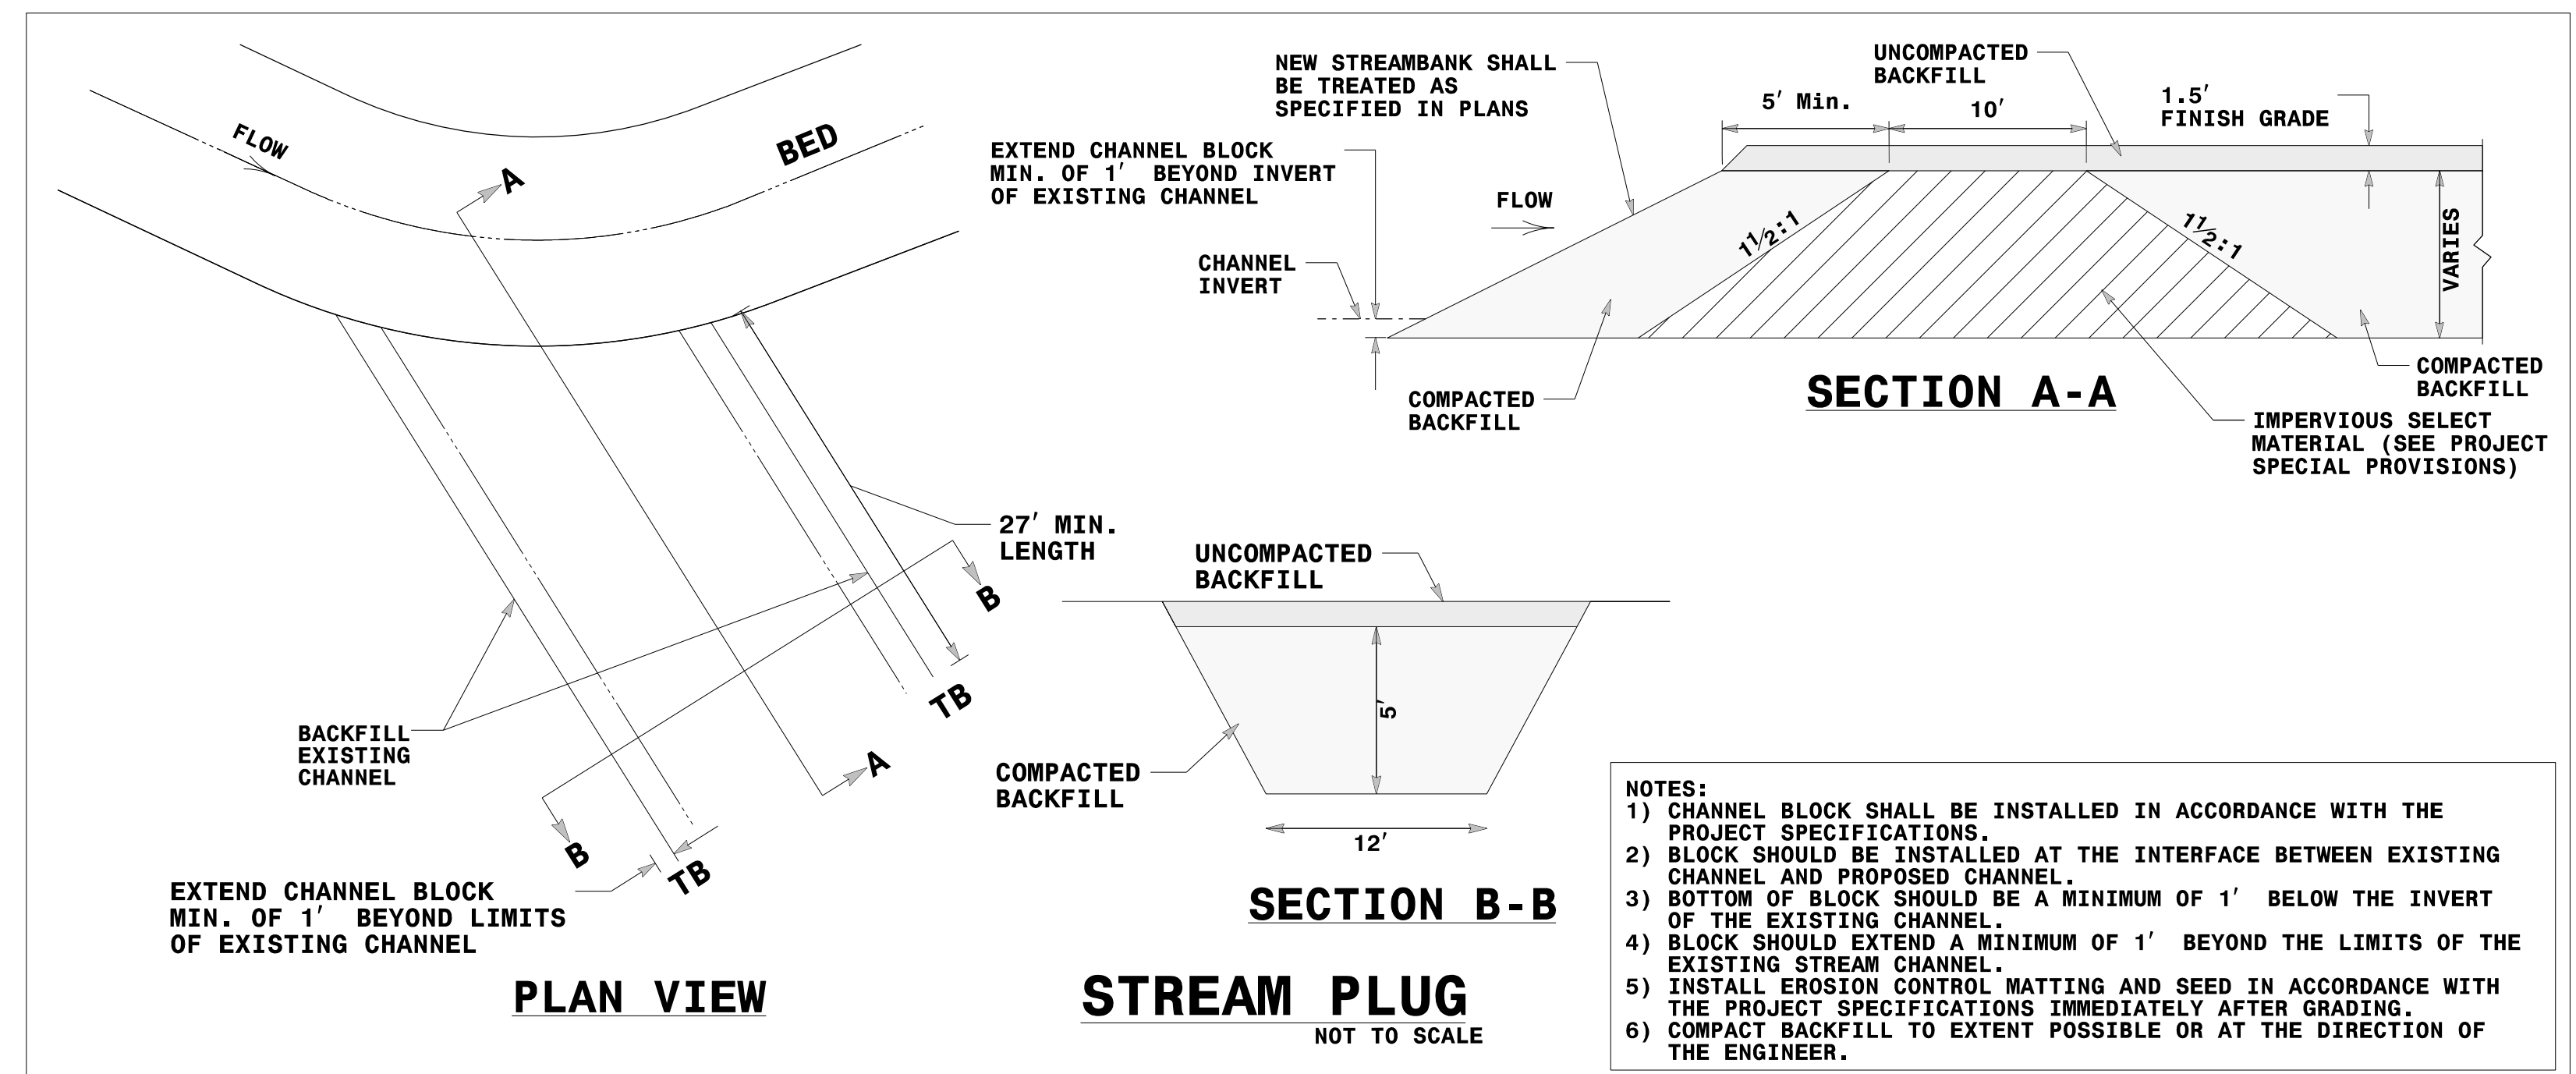 FLOW
BED
A
27' MIN.
LENGTH
B
TB
A
BACKFILL
EXISTING
CHANNEL
B
TB
EXTEND CHANNEL BLOCK
MIN. OF 1' BEYOND LIMITS
OF EXISTING CHANNEL
PLAN VIEW
NEW STREAMBANK SHALL
BE TREATED AS
SPECIFIED IN PLANS
UNCOMPACTED
BACKFILL
5' Min.
10'
1.5'
FINISH GRADE
EXTEND CHANNEL BLOCK
MIN. OF 1' BEYOND INVERT
OF EXISTING CHANNEL
FLOW
CHANNEL
INVERT
1 1/2:1
1 1/2:1
VARIES
COMPACTED
BACKFILL
COMPACTED
BACKFILL
IMPERVIOUS SELECT
MATERIAL (SEE PROJECT
SPECIAL PROVISIONS)
SECTION A-A
UNCOMPACTED
BACKFILL
5'
COMPACTED
BACKFILL
12'
SECTION B-B
STREAM PLUG
NOT TO SCALE
NOTES:
1) CHANNEL BLOCK SHALL BE INSTALLED IN ACCORDANCE WITH THE
PROJECT SPECIFICATIONS.
2) BLOCK SHOULD BE INSTALLED AT THE INTERFACE BETWEEN EXISTING
CHANNEL AND PROPOSED CHANNEL.
3) BOTTOM OF BLOCK SHOULD BE A MINIMUM OF 1' BELOW THE INVERT
OF THE EXISTING CHANNEL.
4) BLOCK SHOULD EXTEND A MINIMUM OF 1' BEYOND THE LIMITS OF THE
EXISTING STREAM CHANNEL.
5) INSTALL EROSION CONTROL MATTING AND SEED IN ACCORDANCE WITH
THE PROJECT SPECIFICATIONS IMMEDIATELY AFTER GRADING.
6) COMPACT BACKFILL TO EXTENT POSSIBLE OR AT THE DIRECTION OF
THE ENGINEER.